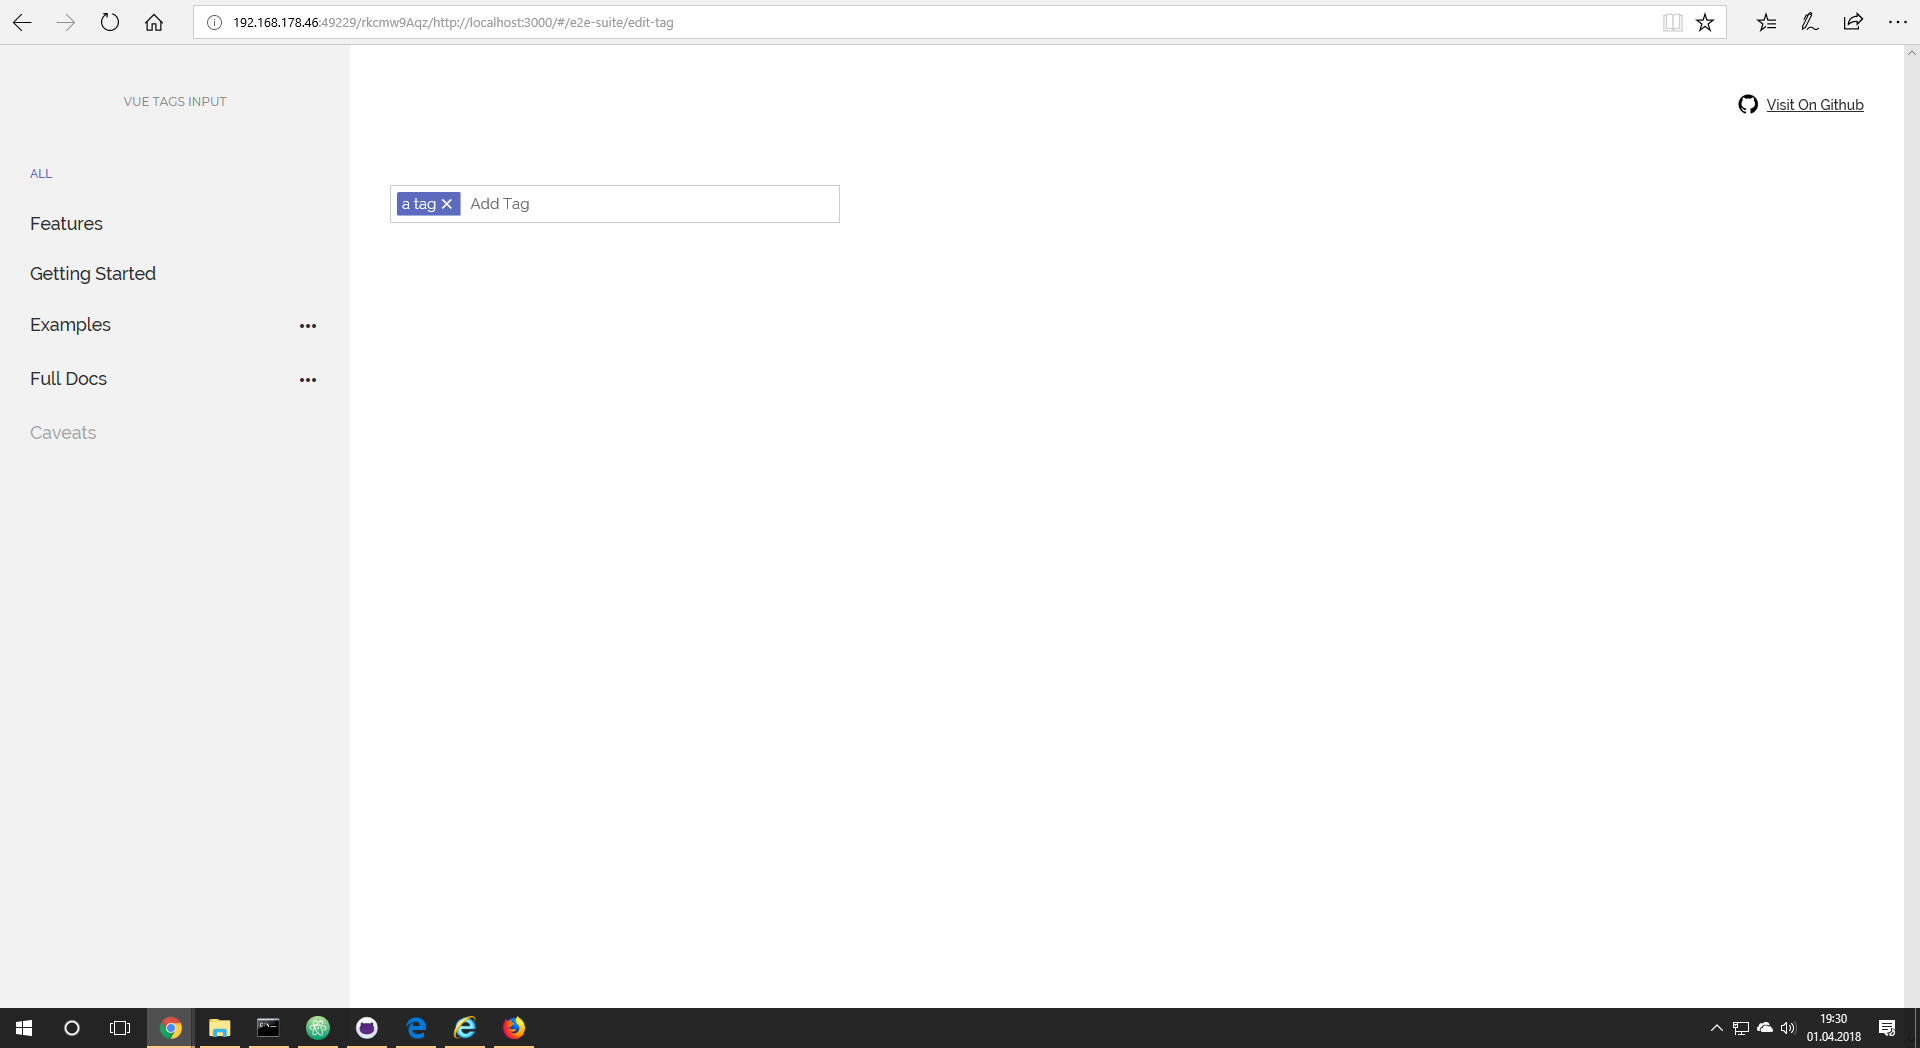 192.168.178.46:49229/rkcmw9Aqz/http://localhost:3000/#/e2e-suite/edit-tag
VUE TAGS INPUT
Visit On Github
ALL
a tag Add Tag
Features
Getting Started
Examples
Full Docs
Caveats
19:30
01.04.2018